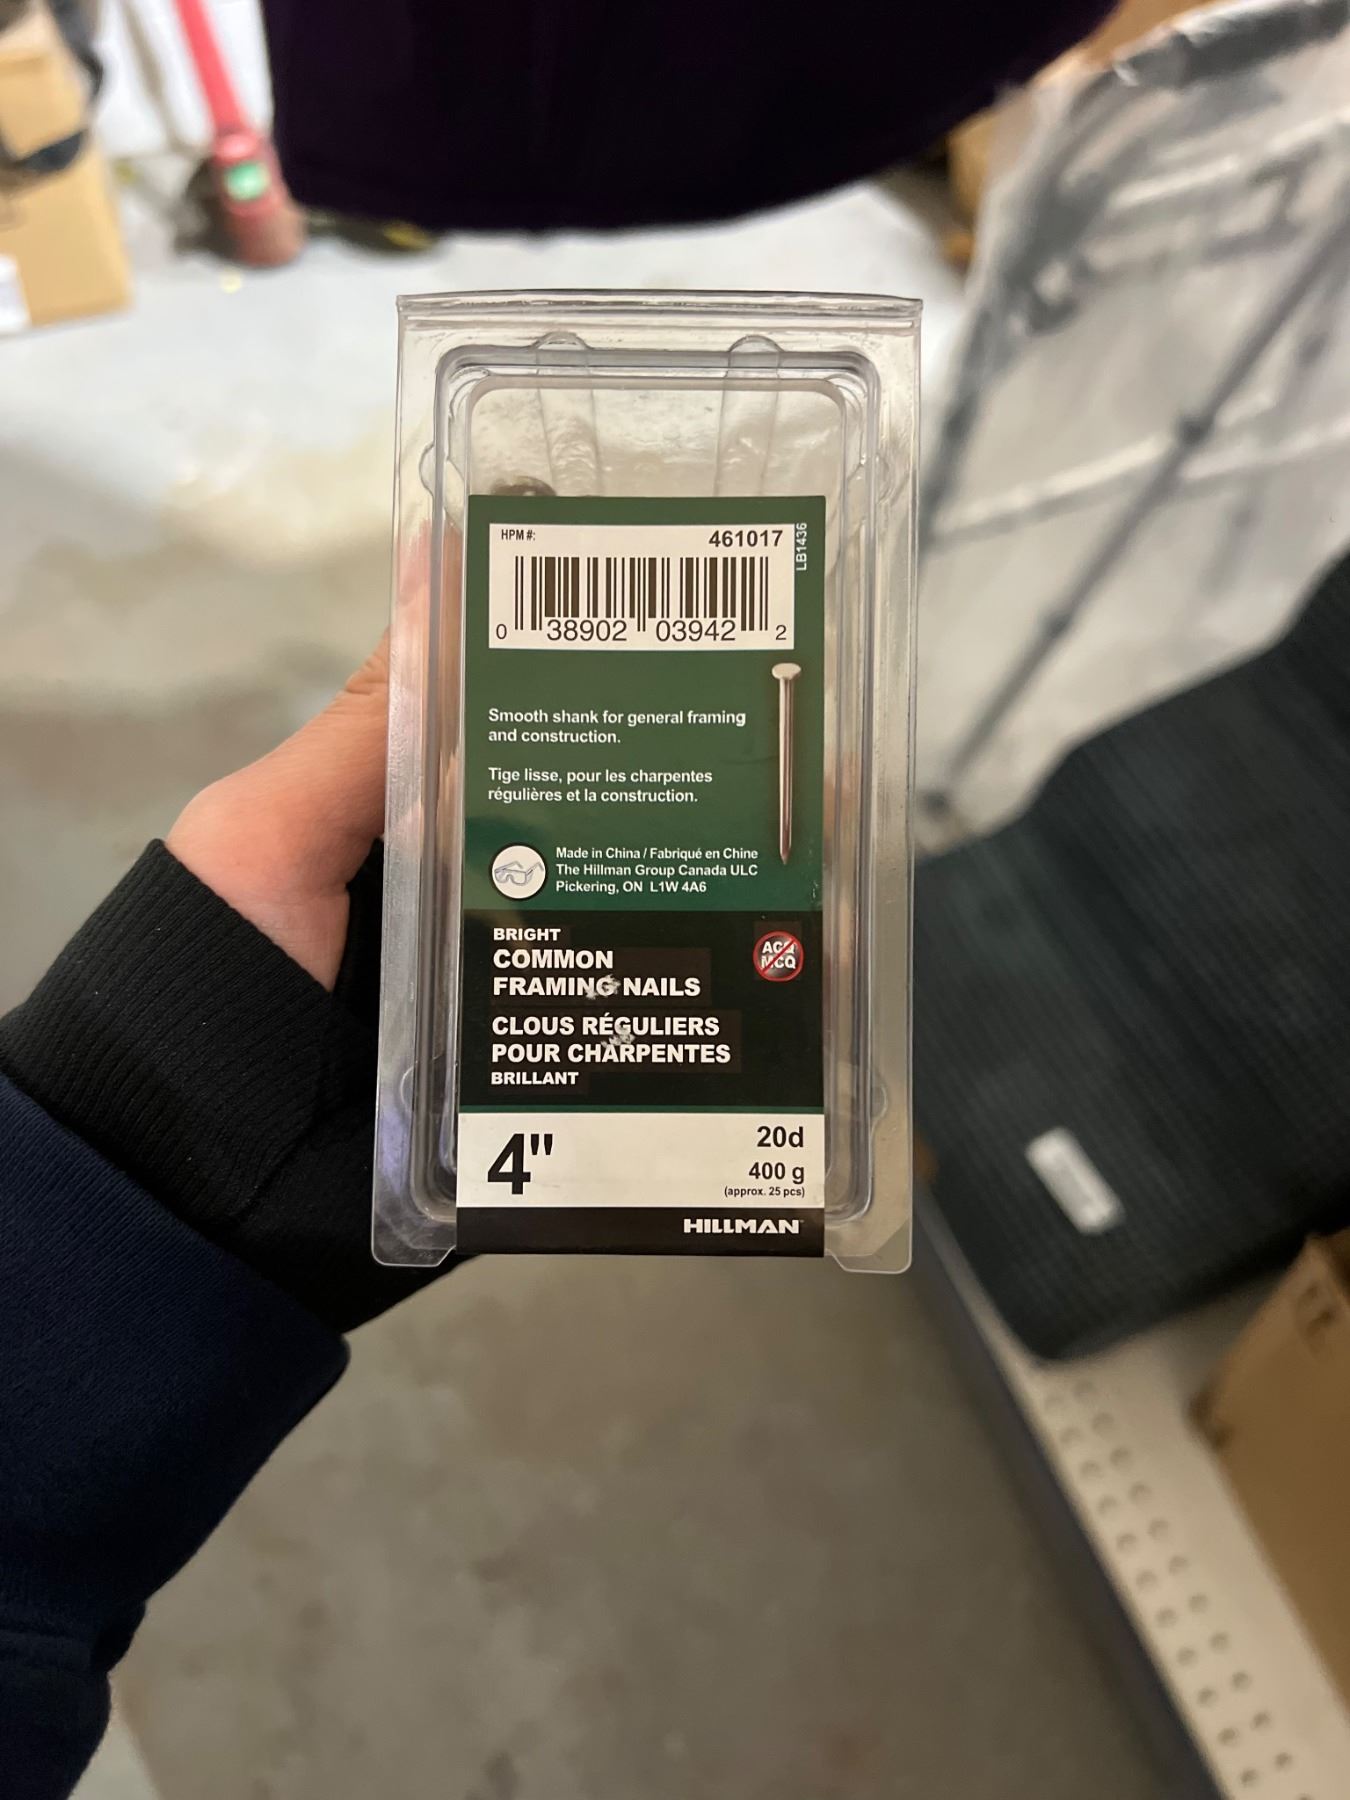 HPM #: 461017
LB1436
0 38902 03942 2
Smooth shank for general framing
and construction.
Tige lisse, pour les charpentes
régulières et la construction.
Made in China / Fabriqué en Chine
The Hillman Group Canada ULC
Pickering, ON L1W 4A6
BRIGHT
COMMON
FRAMING NAILS
ACQ
MCQ
CLOUS RÉGULIERS
POUR CHARPENTES
BRILLANT
4" 20d
400 g
(approx. 25 pcs)
HILLMAN